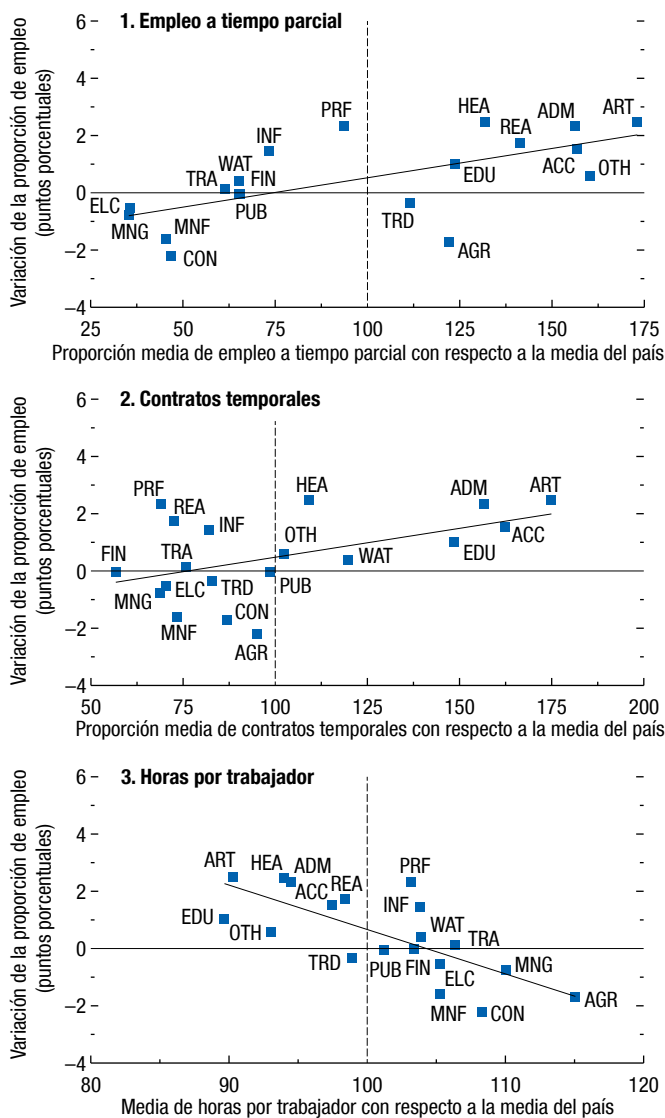 1. Empleo a tiempo parcial
Variación de la proporción de empleo
(puntos porcentuales)
6
4
2
0
–2
–4
PRF
HEA
REA
ADM
ART
INF
WAT
TRA
FIN
PUB
EDU
ACC
OTH
ELC
MNG
MNF
CON
TRD
AGR
25
50
75
100
125
150
175
Proporción media de empleo a tiempo parcial con respecto a la media del país
2. Contratos temporales
Variación de la proporción de empleo
(puntos porcentuales)
6
4
2
0
–2
–4
PRF
REA
INF
HEA
ADM
ART
FIN
TRA
OTH
WAT
EDU
ACC
MNG
ELC
TRD
PUB
MNF
CON
AGR
50
75
100
125
150
175
200
Proporción media de contratos temporales con respecto a la media del país
3. Horas por trabajador
Variación de la proporción de empleo
(puntos porcentuales)
6
4
2
0
–2
–4
ART
HEA
ADM
ACC
REA
PRF
EDU
OTH
INF
WAT
TRA
TRD
PUB
FIN
ELC
MNG
MNF
CON
AGR
80
90
100
110
120
Media de horas por trabajador con respecto a la media del país